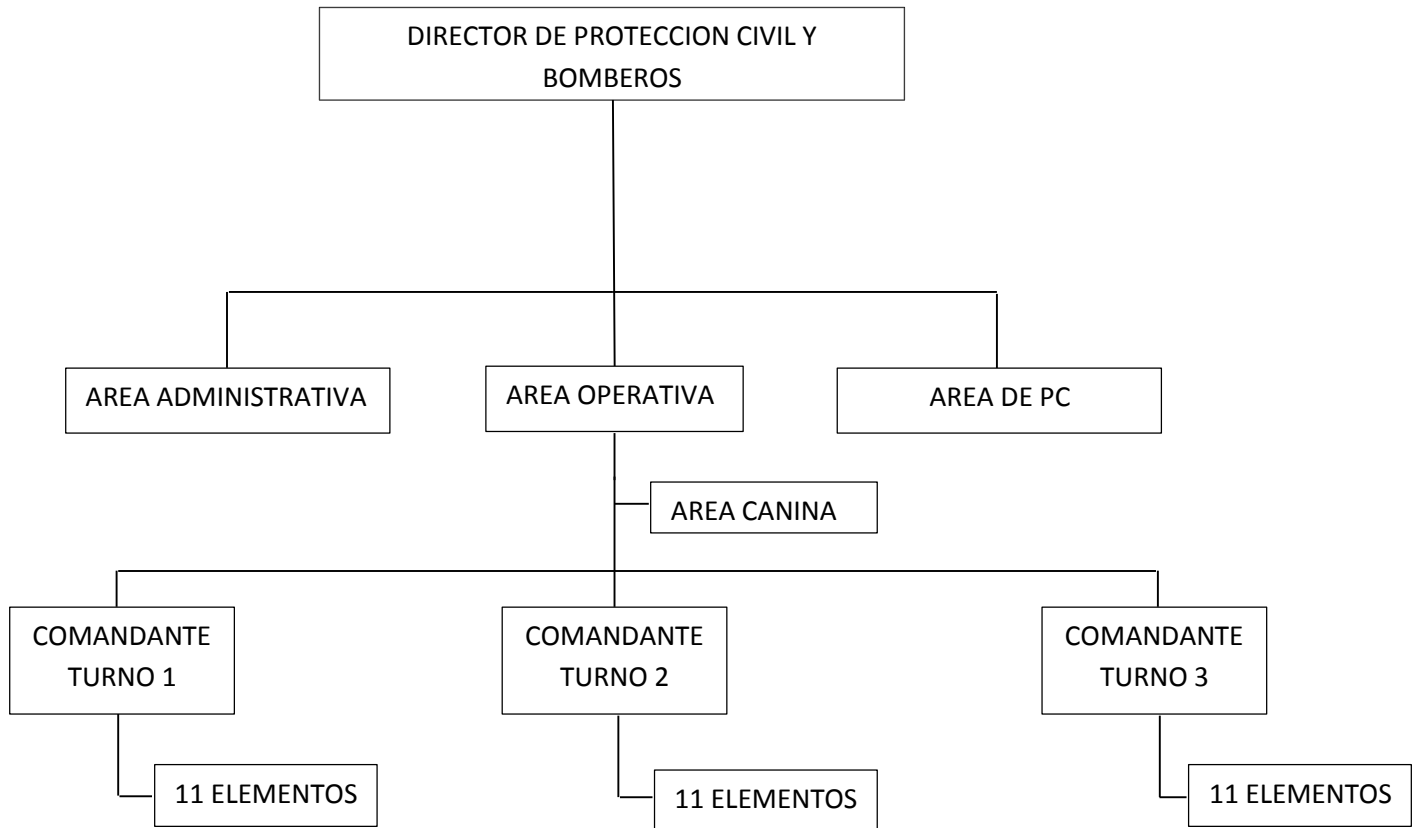 DIRECTOR DE PROTECCION CIVIL Y
BOMBEROS
AREA ADMINISTRATIVA
AREA OPERATIVA
AREA DE PC
AREA CANINA
COMANDANTE
TURNO 1
COMANDANTE
TURNO 2
COMANDANTE
TURNO 3
11 ELEMENTOS
11 ELEMENTOS
11 ELEMENTOS